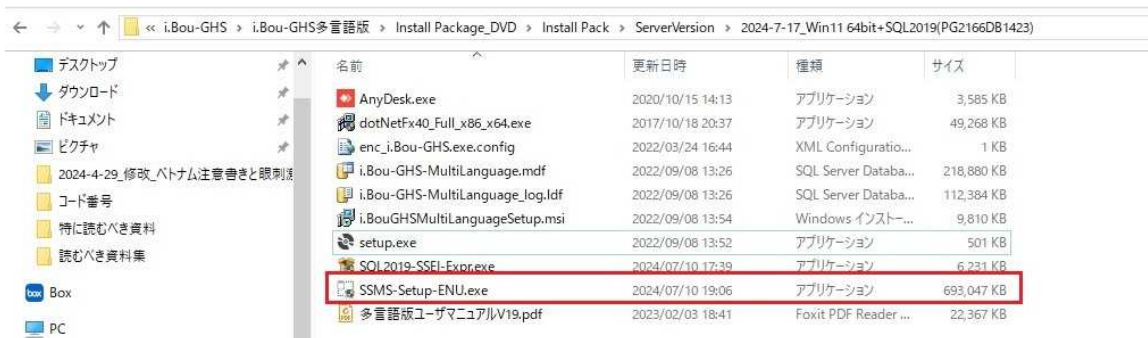 « i.Bou-GHS › i.Bou-GHS多言語版 › Install Package_DVD › Install Pack › ServerVersion › 2024-7-17_Win11 64bit+SQL2019(PG2166DB1423)
デスクトップ
ダウンロード
ドキュメント
ピクチャ
2024-4-29_修改_ベトナム注意書きと眼刺激
コード番号
特に読むべき資料
読むべき資料集
Box
PC
名前 更新日時 種類 サイズ
AnyDesk.exe 2020/10/15 14:13 アプリケーション 3,585 KB
dotNetFx40_Full_x86_x64.exe 2017/10/18 20:37 アプリケーション 49,268 KB
enc_i.Bou-GHS.exe.config 2022/03/24 16:44 XML Configuratio... 1 KB
i.Bou-GHS-MultiLanguage.mdf 2022/09/08 13:26 SQL Server Databa... 218,880 KB
i.Bou-GHS-MultiLanguage_log.ldf 2022/09/08 13:26 SQL Server Databa... 112,384 KB
i.BouGHSMultiLanguageSetup.msi 2022/09/08 13:54 Windows インストー... 9,810 KB
setup.exe 2022/09/08 13:52 アプリケーション 501 KB
SQL2019-SSEI-Expr.exe 2024/07/10 17:39 アプリケーション 6,231 KB
SSMS-Setup-ENU.exe 2024/07/10 19:06 アプリケーション 693,047 KB
多言語版ユーザマニュアルV19.pdf 2023/02/03 18:41 Foxit PDF Reader ... 22,367 KB